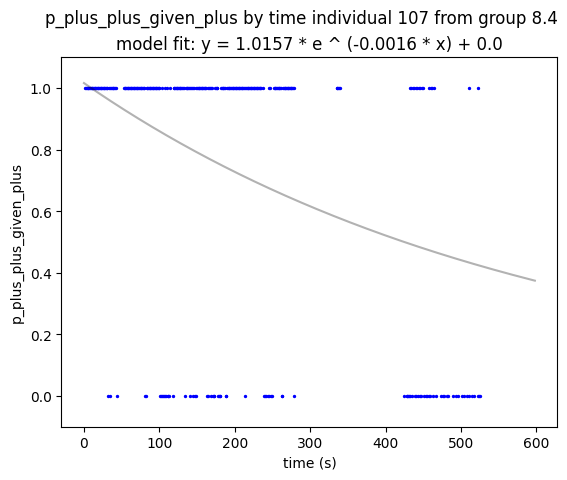 p_plus_plus_given_plus by time individual 107 from group 8.4
model fit: y = 1.0157 * e ^ (-0.0016 * x) + 0.0
p_plus_plus_given_plus
1.0
0.8
0.6
0.4
0.2
0.0
0 100 200 300 400 500 600
time (s)